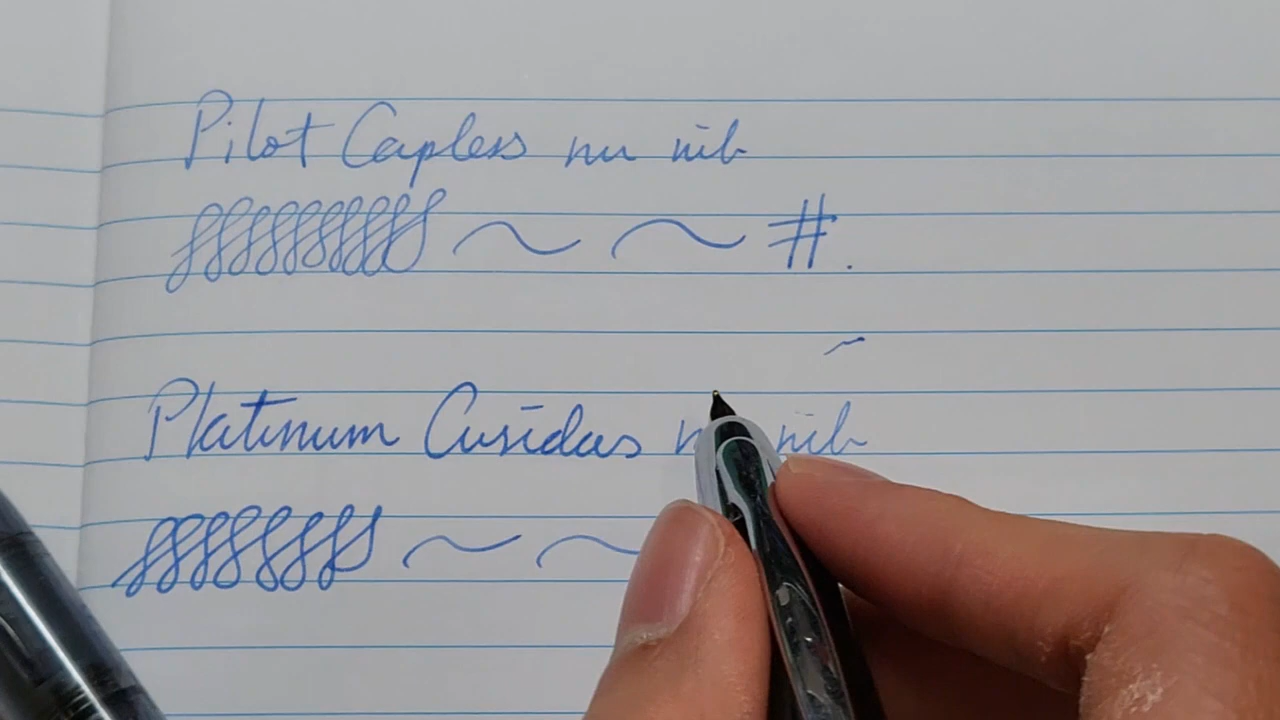 Pilot Capless nib
~ ~ #.
Platinum Curidas nib
~ ~